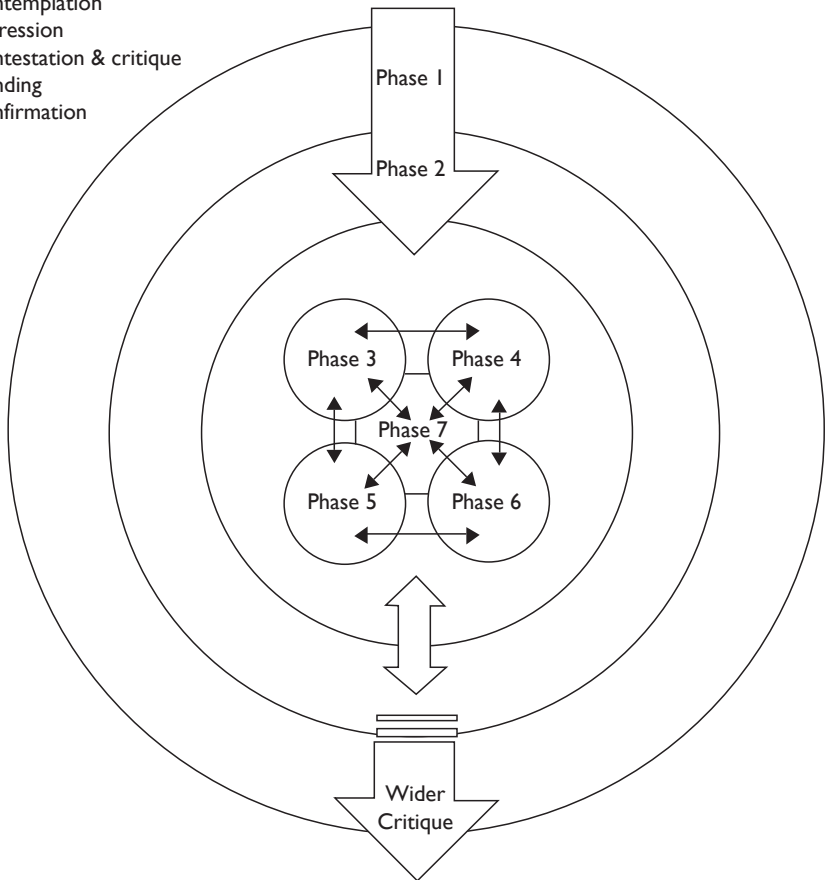 ntemplation
ression
ntestation & critique
nding
nfirmation
Phase 1
Phase 2
Phase 3
Phase 4
Phase 7
Phase 5
Phase 6
Wider
Critique